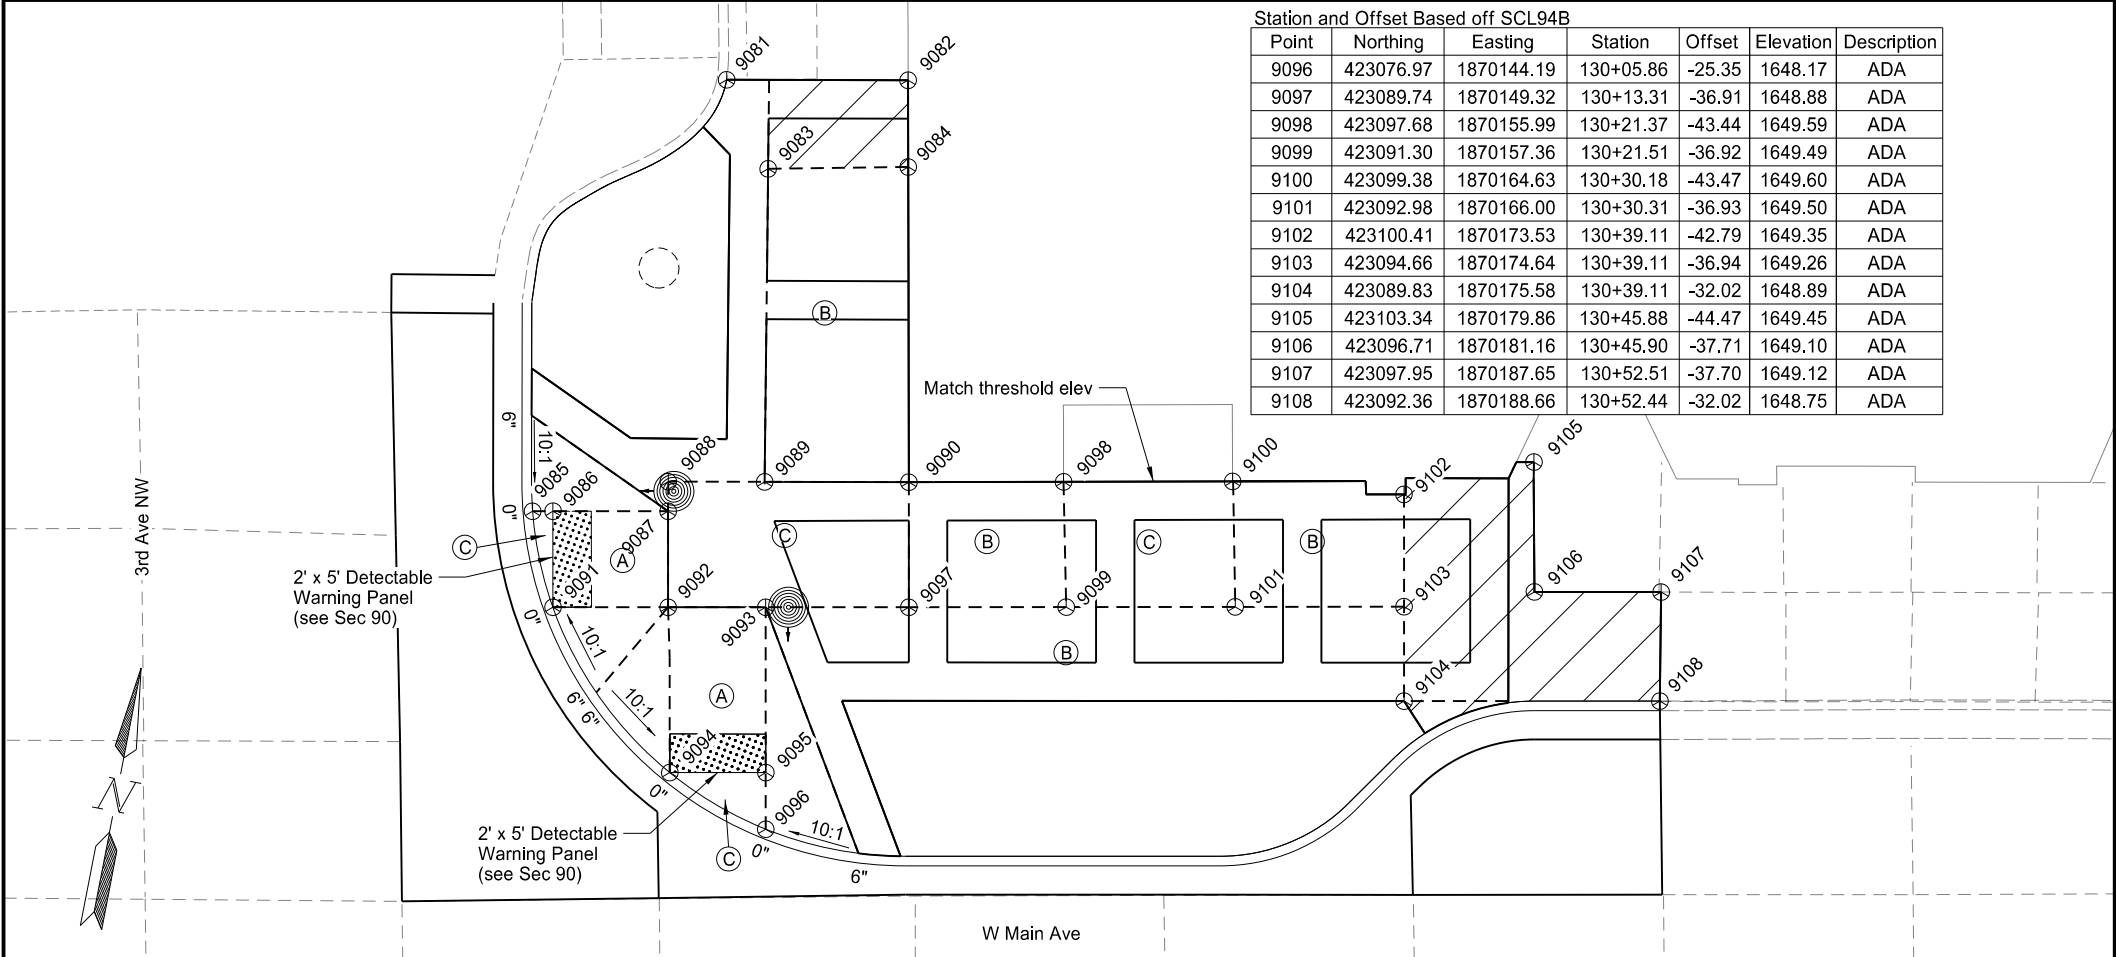 Station and Offset Based off SCL94B
Point Northing Easting Station Offset Elevation Description
9096 423076.97 1870144.19 130+05.86 -25.35 1648.17 ADA
9097 423089.74 1870149.32 130+13.31 -36.91 1648.88 ADA
9098 423097.68 1870155.99 130+21.37 -43.44 1649.59 ADA
9099 423091.30 1870157.36 130+21.51 -36.92 1649.49 ADA
9100 423099.38 1870164.63 130+30.18 -43.47 1649.60 ADA
9101 423092.98 1870166.00 130+30.31 -36.93 1649.50 ADA
9102 423100.41 1870173.53 130+39.11 -42.79 1649.35 ADA
9103 423094.66 1870174.64 130+39.11 -36.94 1649.26 ADA
9104 423089.83 1870175.58 130+39.11 -32.02 1648.89 ADA
9105 423103.34 1870179.86 130+45.88 -44.47 1649.45 ADA
9106 423096.71 1870181.16 130+45.90 -37.71 1649.10 ADA
9107 423097.95 1870187.65 130+52.51 -37.70 1649.12 ADA
9108 423092.36 1870188.66 130+52.44 -32.02 1648.75 ADA
9081
9082
9083
9084
B
Match threshold elev
6"
10:1
9085
9086
9088
9089
9090
9098
9100
9102
9105
3rd Ave NW
0"
C
A
9087
C
B
C
B
2' x 5' Detectable
Warning Panel
(see Sec 90)
9091
9092
9093
9097
9099
9101
9103
9106
9107
0"
10:1
B
A
10:1
6"
6"
9104
9108
9094
9095
0"
9096
10:1
2' x 5' Detectable
Warning Panel
(see Sec 90)
C
0"
6"
N
W Main Ave